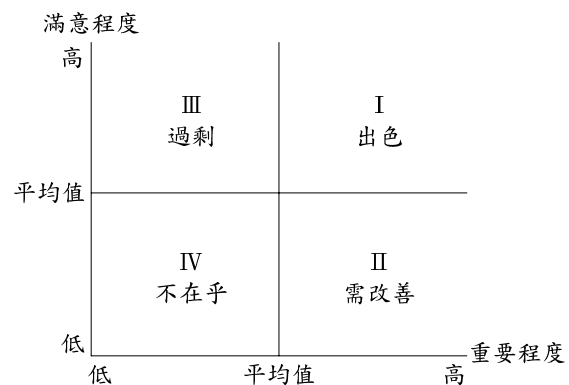 滿意程度
高
Ⅲ
過剩
Ⅰ
出色
平均值
Ⅳ
不在乎
Ⅱ
需改善
低
重要程度
低
平均值
高